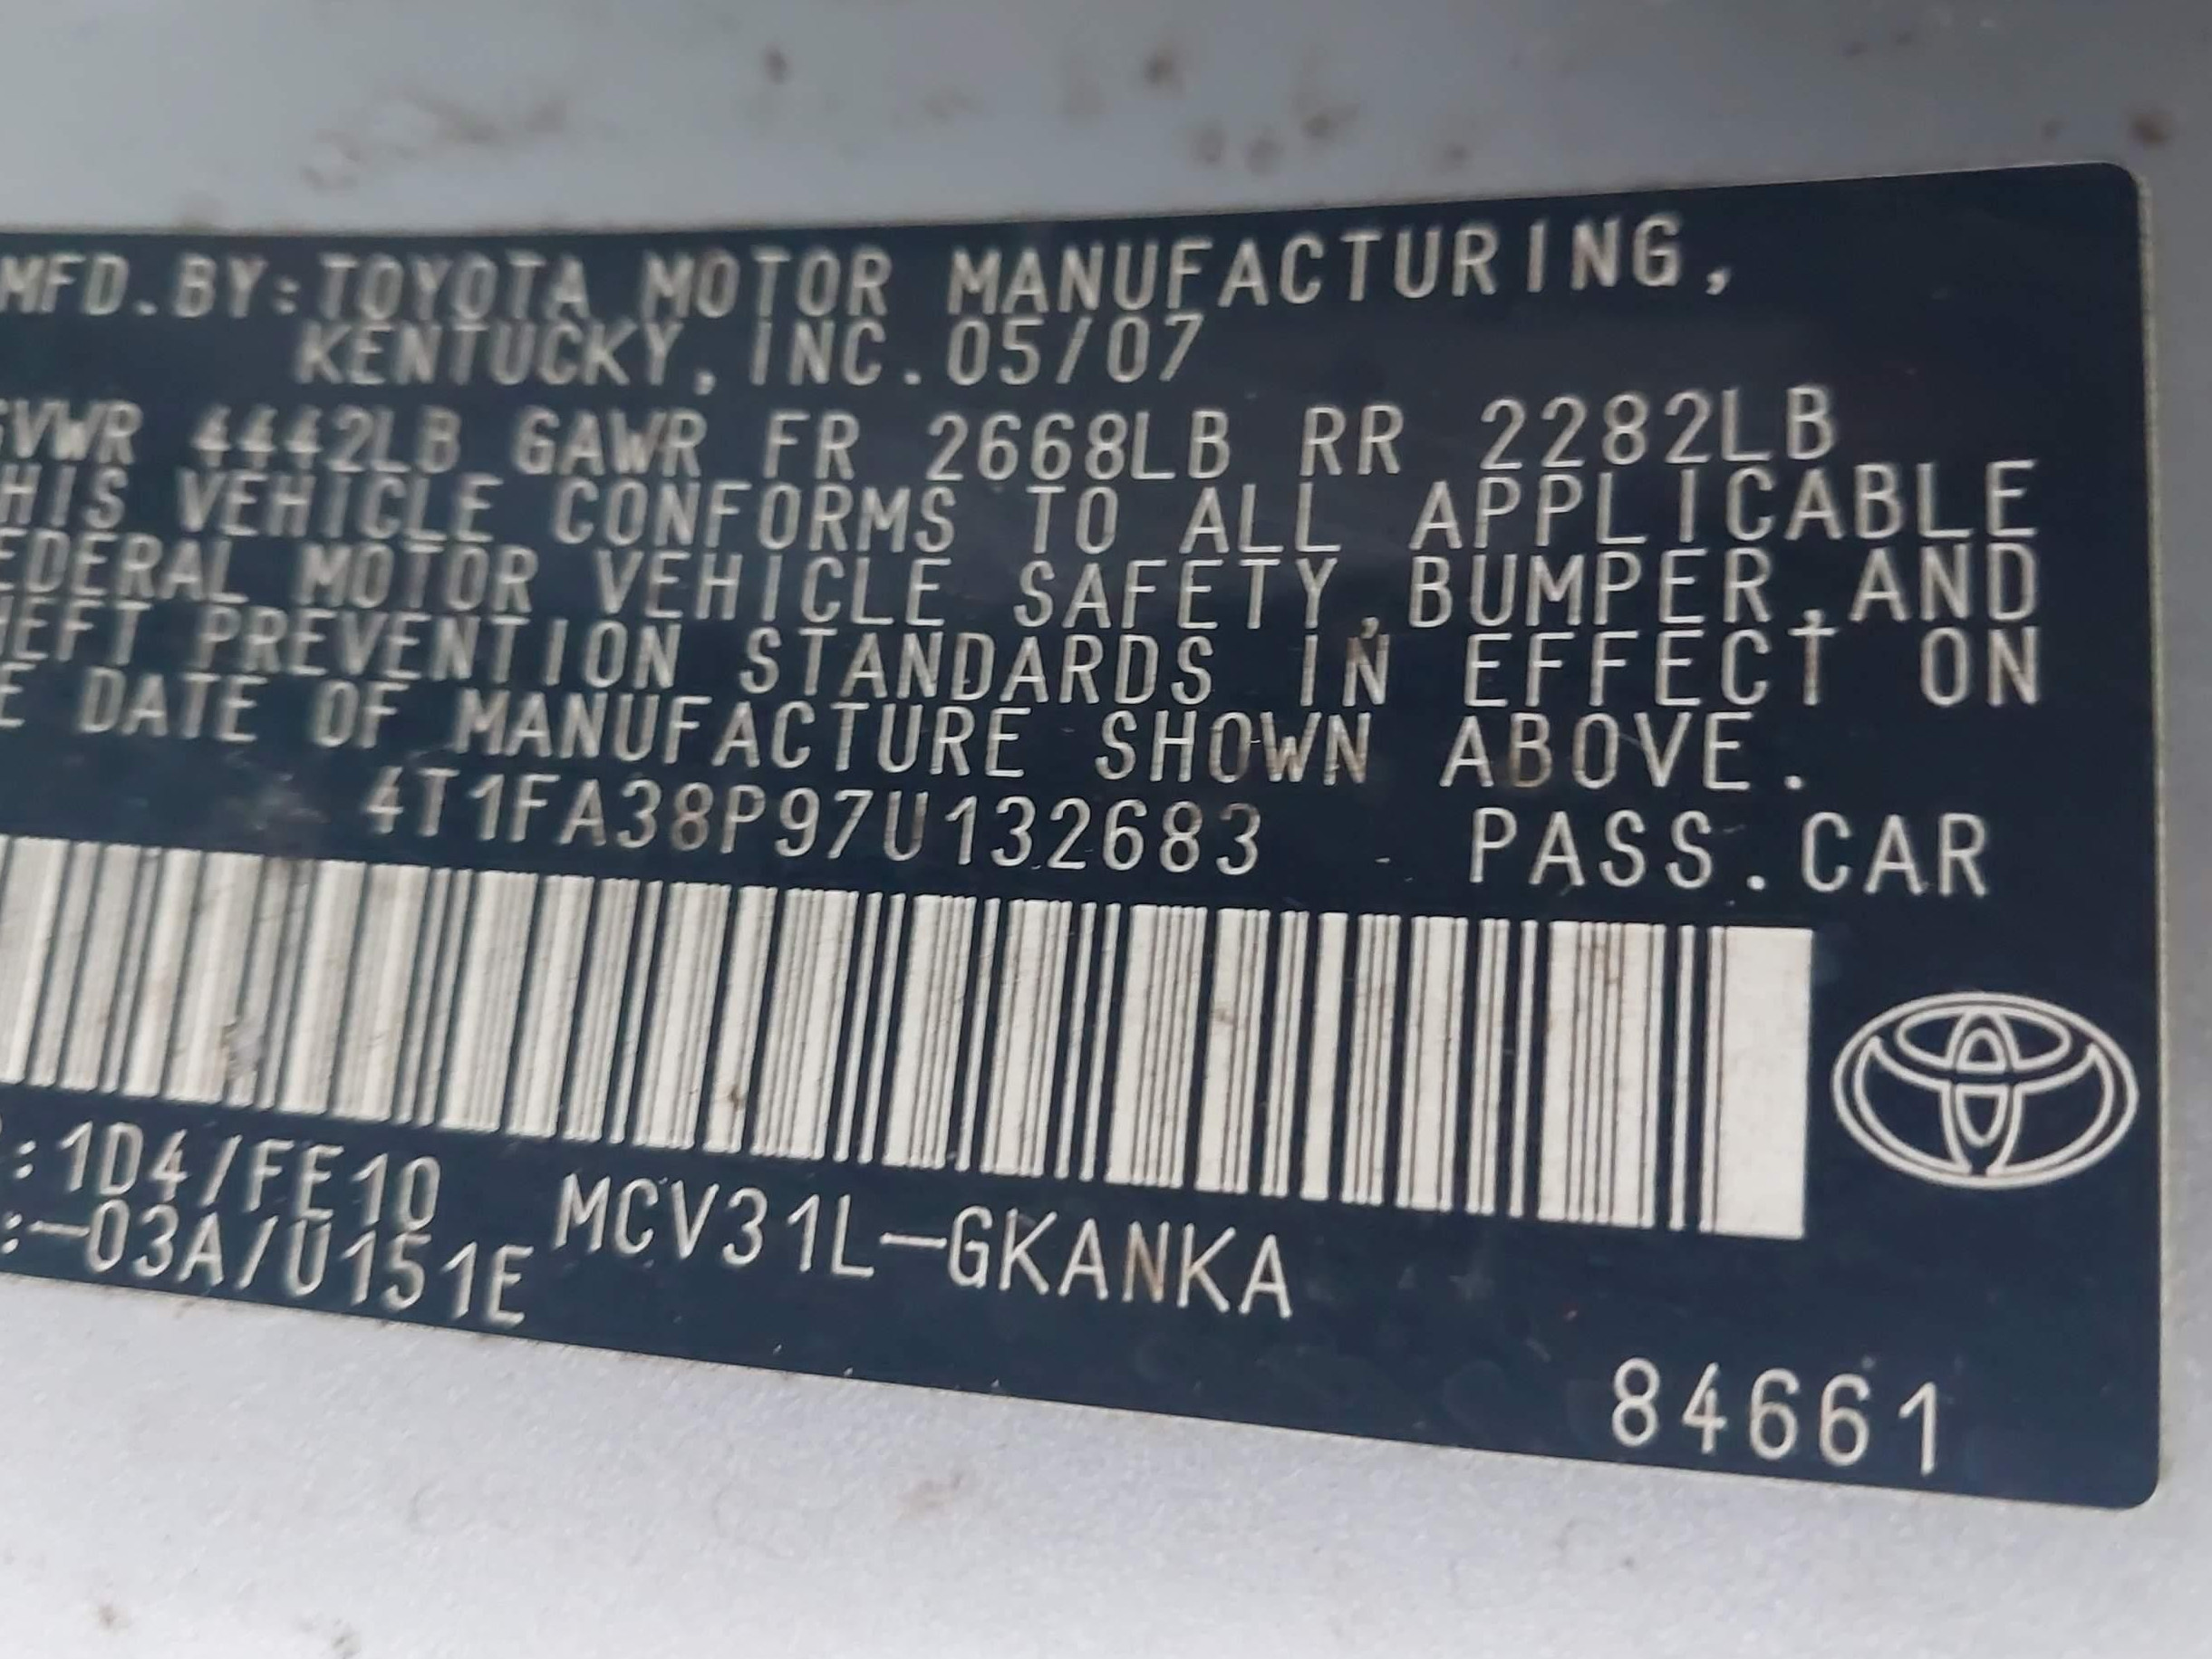 MFD.BY:TOYOTA MOTOR MANUFACTURING,
KENTUCKY, INC.05/07
GVWR 4442LB GAWR FR 2668LB RR 2282LB
HIS VEHICLE CONFORMS TO ALL APPLICABLE
EDERAL MOTOR VEHICLE SAFETY,BUMPER,AND
HEFT PREVENTION STANDARDS IN EFFECT ON
E DATE OF MANUFACTURE SHOWN ABOVE.
4T1FA38P97U132683 PASS.CAR
:1D4/FE10 MCV31L-GKANKA
:-03A/U151E
84661